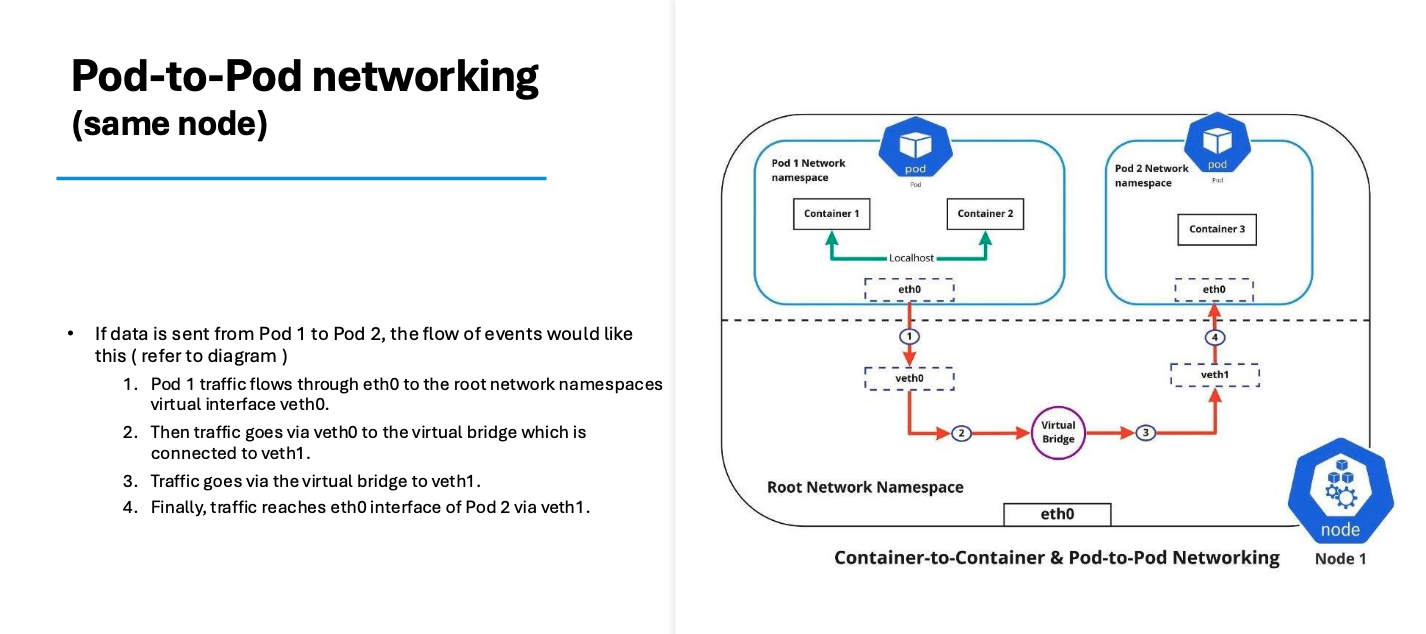 Pod-to-Pod networking
(same node)
• If data is sent from Pod 1 to Pod 2, the flow of events would like
this ( refer to diagram )
1. Pod 1 traffic flows through eth0 to the root network namespaces
virtual interface veth0.
2. Then traffic goes via veth0 to the virtual bridge which is
connected to veth1.
3. Traffic goes via the virtual bridge to veth1.
4. Finally, traffic reaches eth0 interface of Pod 2 via veth1.
Pod 1 Network
namespace
pod
Pod
Container 1
Container 2
Localhost
eth0
Pod 2 Network
namespace
pod
Pod
Container 3
eth0
1
4
veth0
veth1
2
Virtual
Bridge
3
Root Network Namespace
eth0
node
Container-to-Container & Pod-to-Pod Networking
Node 1